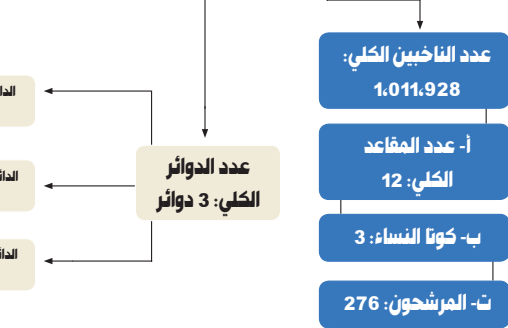 عدد الناخبين الكلي:
1،011،928
أ- عدد المقاعد
الكلي: 12
ب- كوتا النساء: 3
ت- المرشحون: 276
عدد الدوائر
الكلي: 3 دوائر